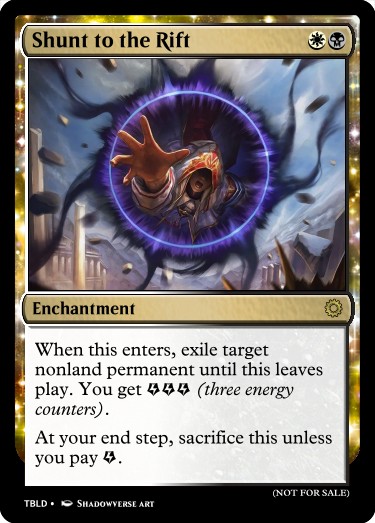 Shunt to the Rift
Enchantment
When this enters, exile target
nonland permanent until this leaves
play. You get (three energy
counters).
At your end step, sacrifice this unless
you pay .
(NOT FOR SALE)
TBLD • SHADOWVERSE ART